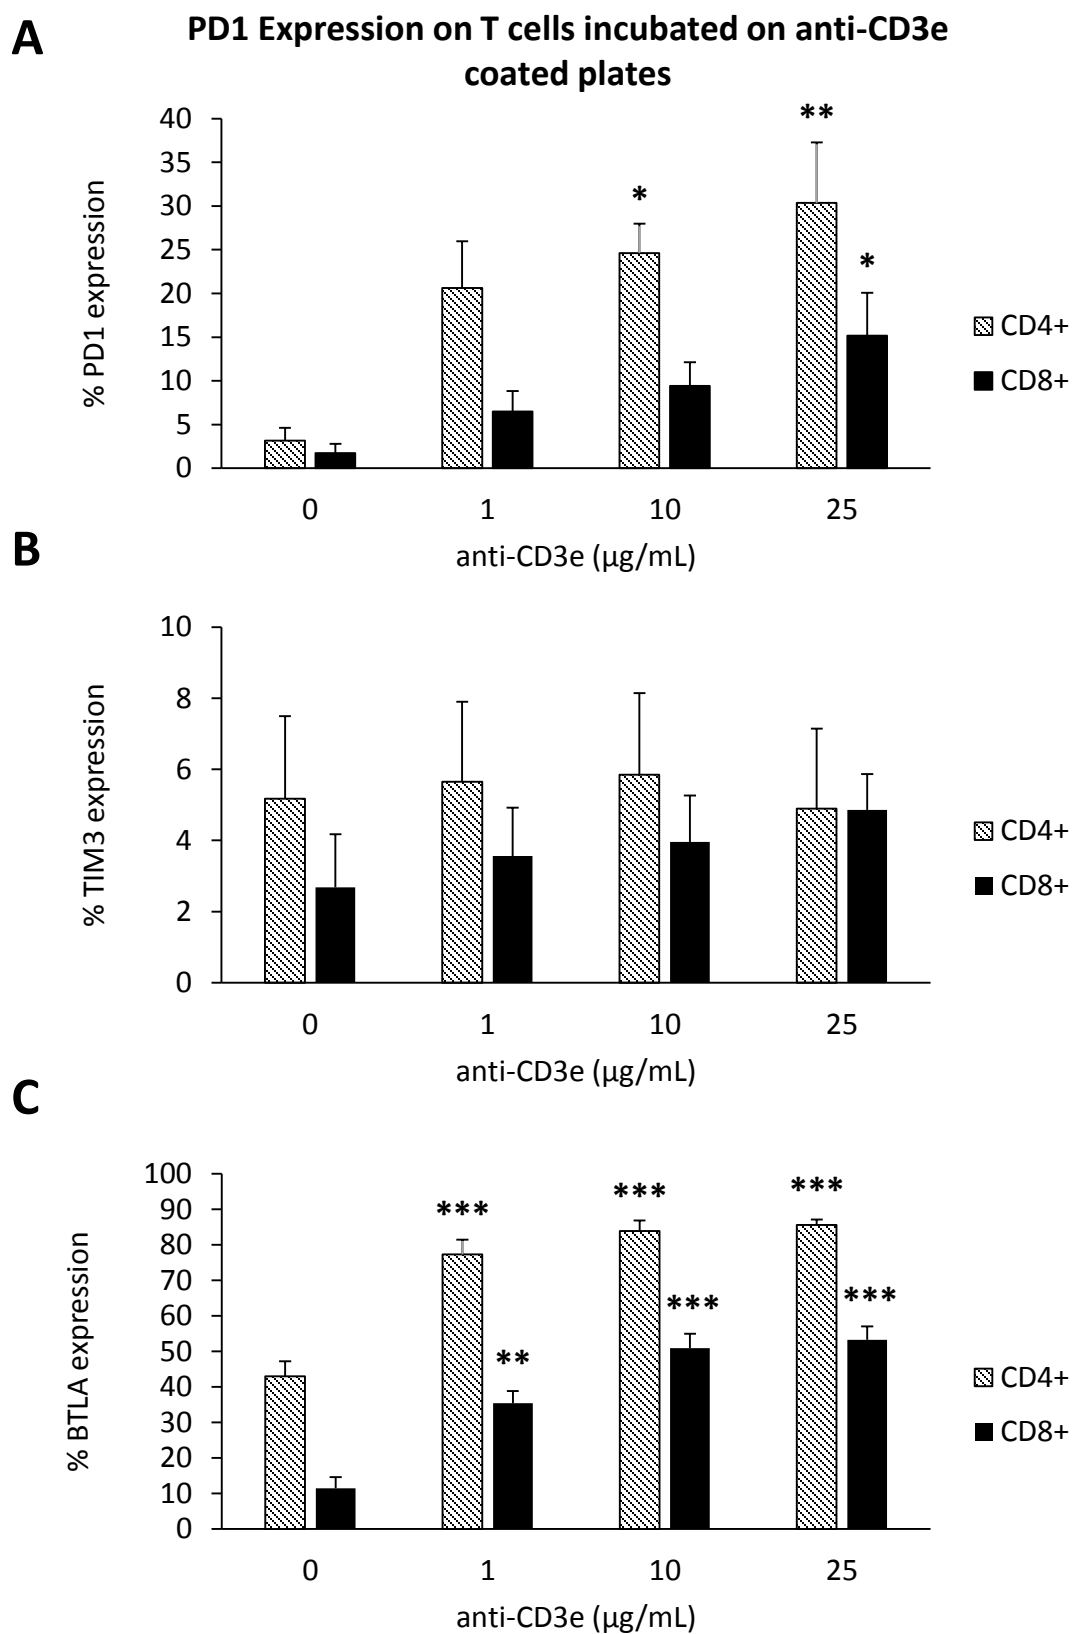 A
PD1 Expression on T cells incubated on anti-CD3e
coated plates
% PD1 expression
40
35
30
25
20
15
10
5
0
**
*
*
CD4+
CD8+
0 1 10 25
anti-CD3e (µg/mL)
B
% TIM3 expression
10
8
6
4
2
0
CD4+
CD8+
0 1 10 25
anti-CD3e (µg/mL)
C
% BTLA expression
100
90
80
70
60
50
40
30
20
10
0
*** *** ***
** *** ***
CD4+
CD8+
0 1 10 25
anti-CD3e (µg/mL)